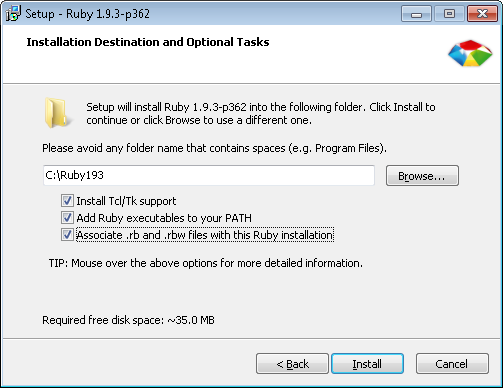 Setup - Ruby 1.9.3-p362
Installation Destination and Optional Tasks
Setup will install Ruby 1.9.3-p362 into the following folder. Click Install to
continue or click Browse to use a different one.
Please avoid any folder name that contains spaces (e.g. Program Files).
C:\Ruby193
Browse...
Install Tcl/Tk support
Add Ruby executables to your PATH
Associate .rb and .rbw files with this Ruby installation
TIP: Mouse over the above options for more detailed information.
Required free disk space: ~35.0 MB
< Back
Install
Cancel